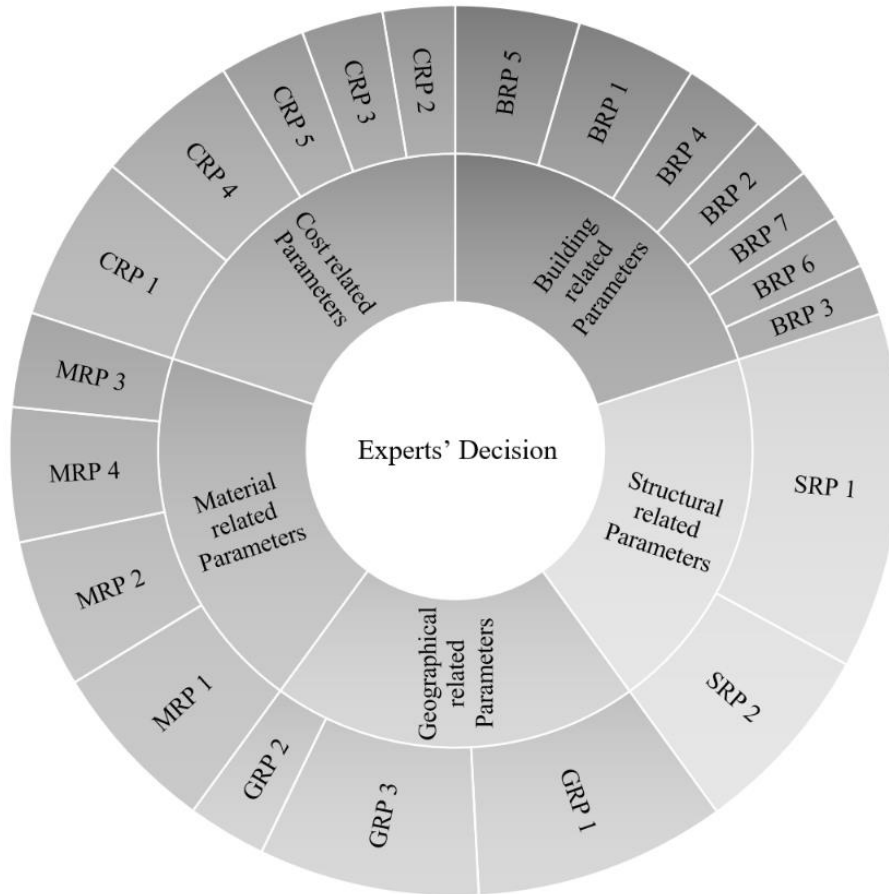 Experts’ Decision
Building
related
Parameters
BRP 5
BRP 1
BRP 4
BRP 2
BRP 7
BRP 6
BRP 3
Structural
related
Parameters
SRP 1
SRP 2
Geographical
related
Parameters
GRP 1
GRP 3
GRP 2
Material
related
Parameters
MRP 1
MRP 2
MRP 4
MRP 3
Cost related
Parameters
CRP 1
CRP 4
CRP 5
CRP 3
CRP 2